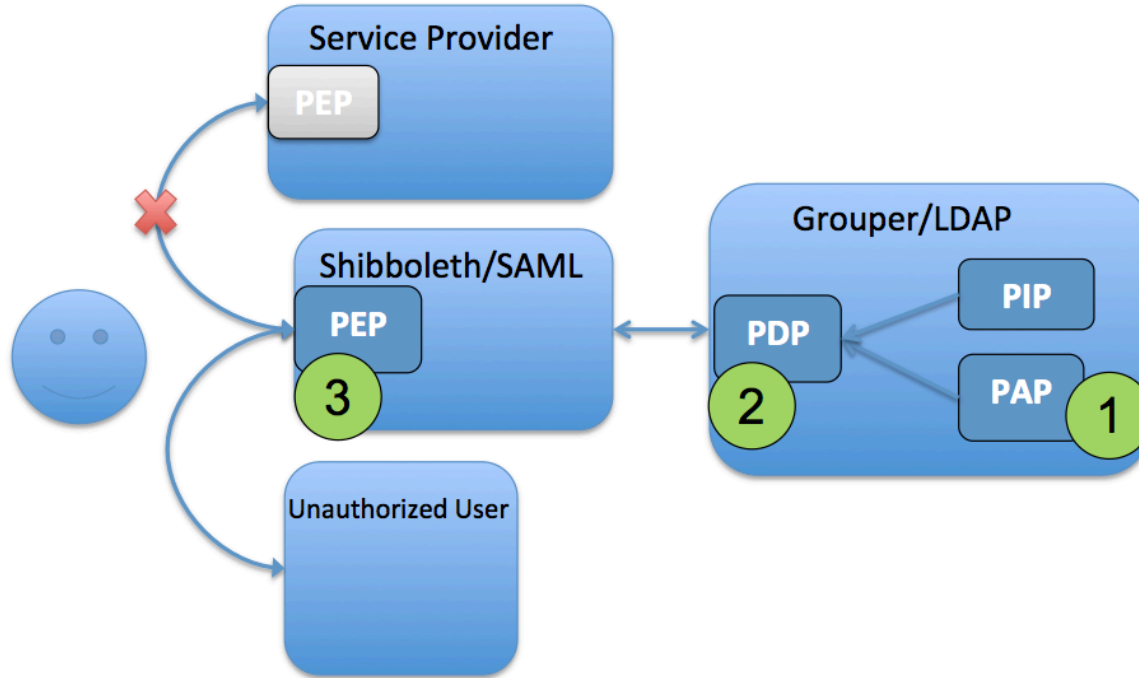 Service Provider
PEP
Shibboleth/SAML
PEP
3
Unauthorized User
Grouper/LDAP
PDP
2
PIP
PAP
1